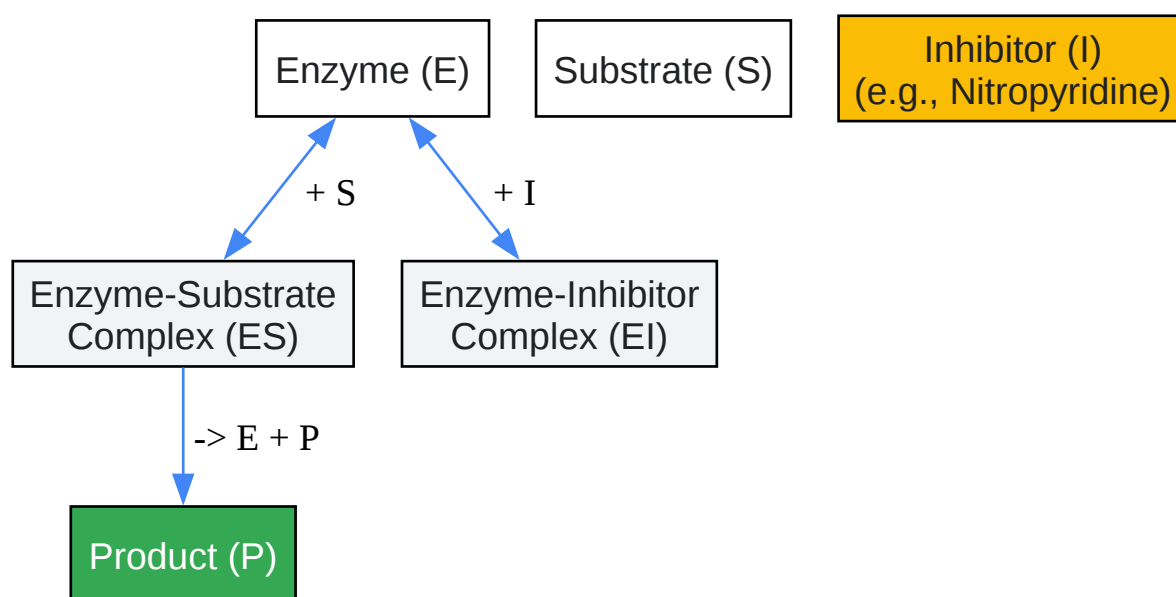 Enzyme (E)
Substrate (S)
Inhibitor (I)
(e.g., Nitropyridine)
+ S
+ I
Enzyme-Substrate
Complex (ES)
Enzyme-Inhibitor
Complex (EI)
-> E + P
Product (P)